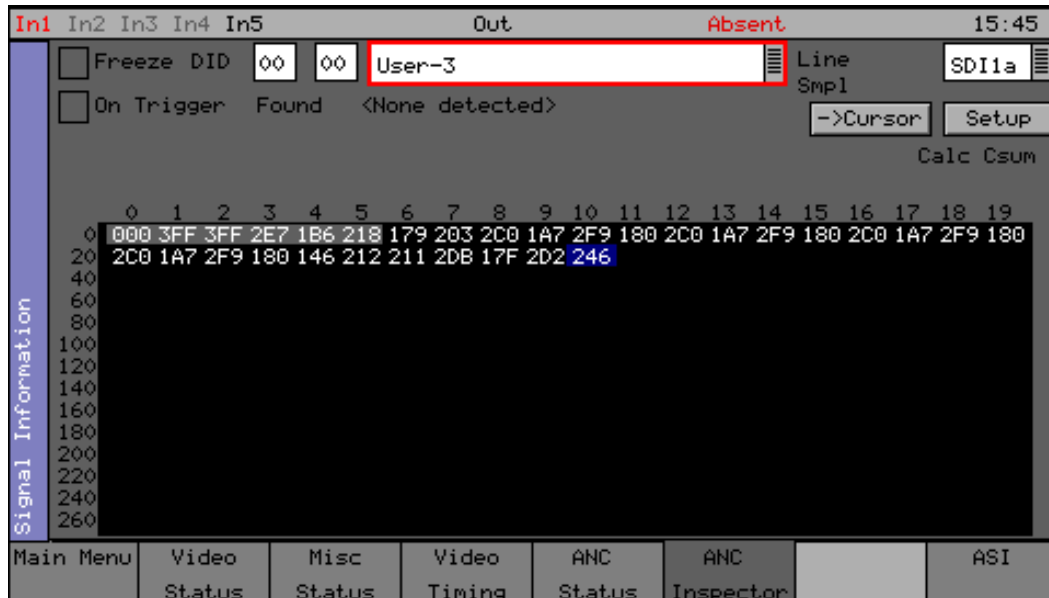 In1 In2 In3 In4 In5 Out Absent 15:45
Freeze DID 00 00 User-3 Line SDI1a
Smpl
On Trigger Found <None detected> ->Cursor Setup
Calc Csum
0 1 2 3 4 5 6 7 8 9 10 11 12 13 14 15 16 17 18 19
0 000 3FF 3FF 2E7 1B6 218 179 203 2C0 1A7 2F9 180 2C0 1A7 2F9 180 2C0 1A7 2F9 180
20 2C0 1A7 2F9 180 146 212 211 2DB 17F 2D2 246
40
60
80
100
120
140
160
180
200
220
240
260
Signal Information
Main Menu Video Misc Video ANC ANC ASI
Status Status Timing Status Inspector